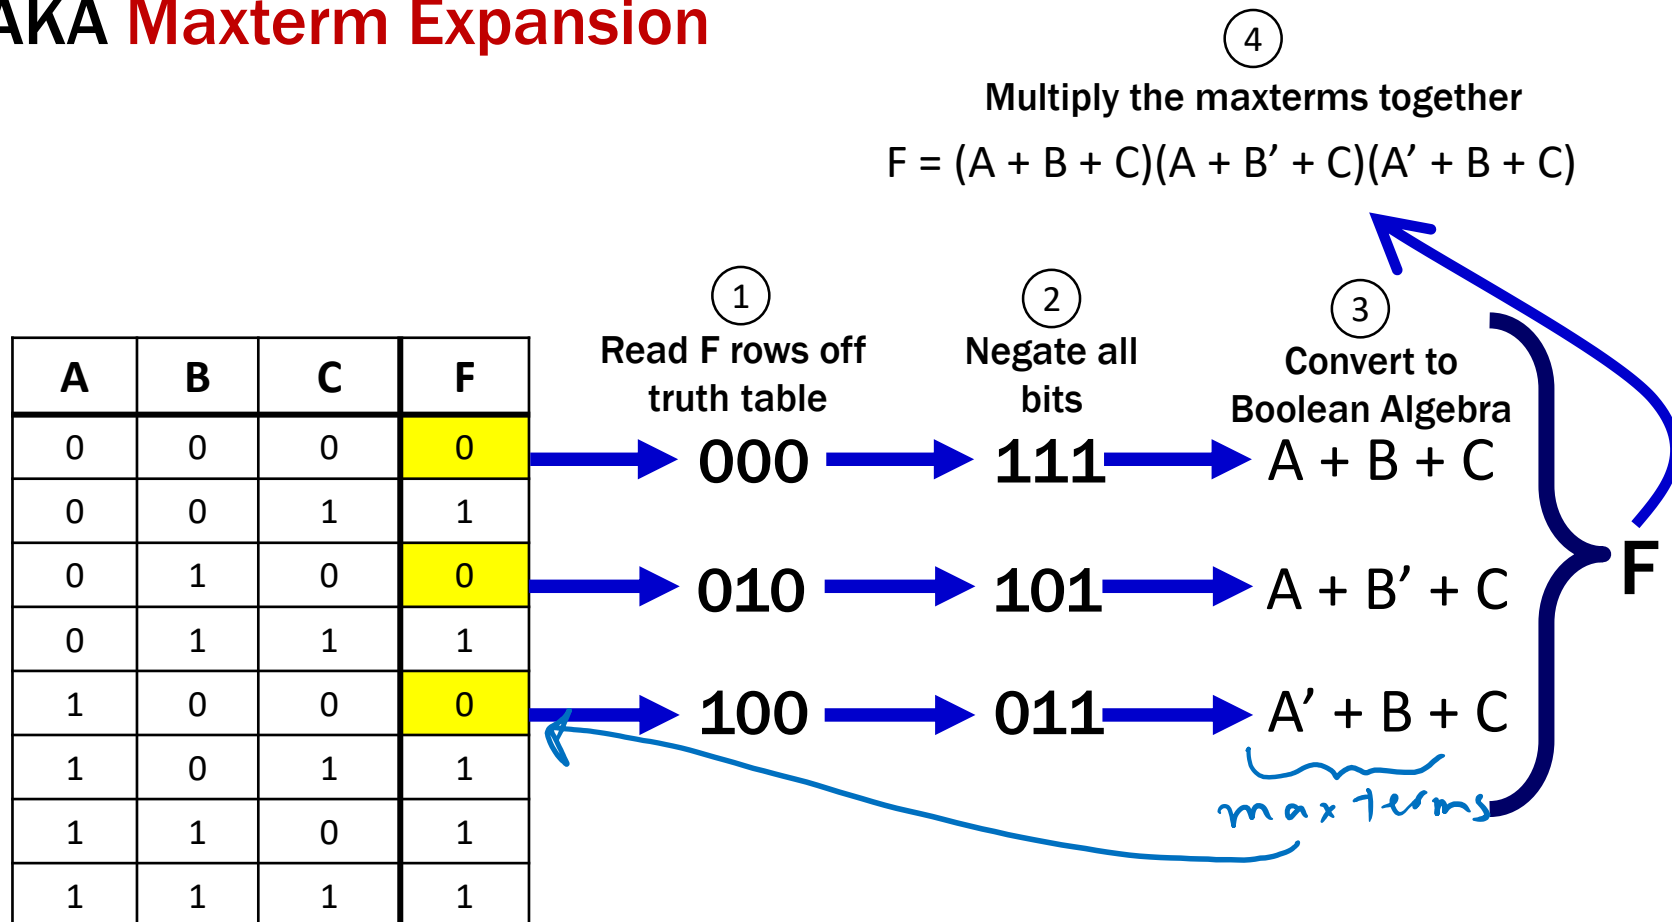 AKA Maxterm Expansion
4
Multiply the maxterms together
F = (A + B + C)(A + B’ + C)(A’ + B + C)
1
Read F rows off
truth table
2
Negate all
bits
3
Convert to
Boolean Algebra
A B C F
0 0 0 0 000 111 A + B + C
0 0 1 1
0 1 0 0 010 101 A + B’ + C
0 1 1 1
1 0 0 0 100 011 A’ + B + C
1 0 1 1
1 1 0 1
1 1 1 1
F
maxterms